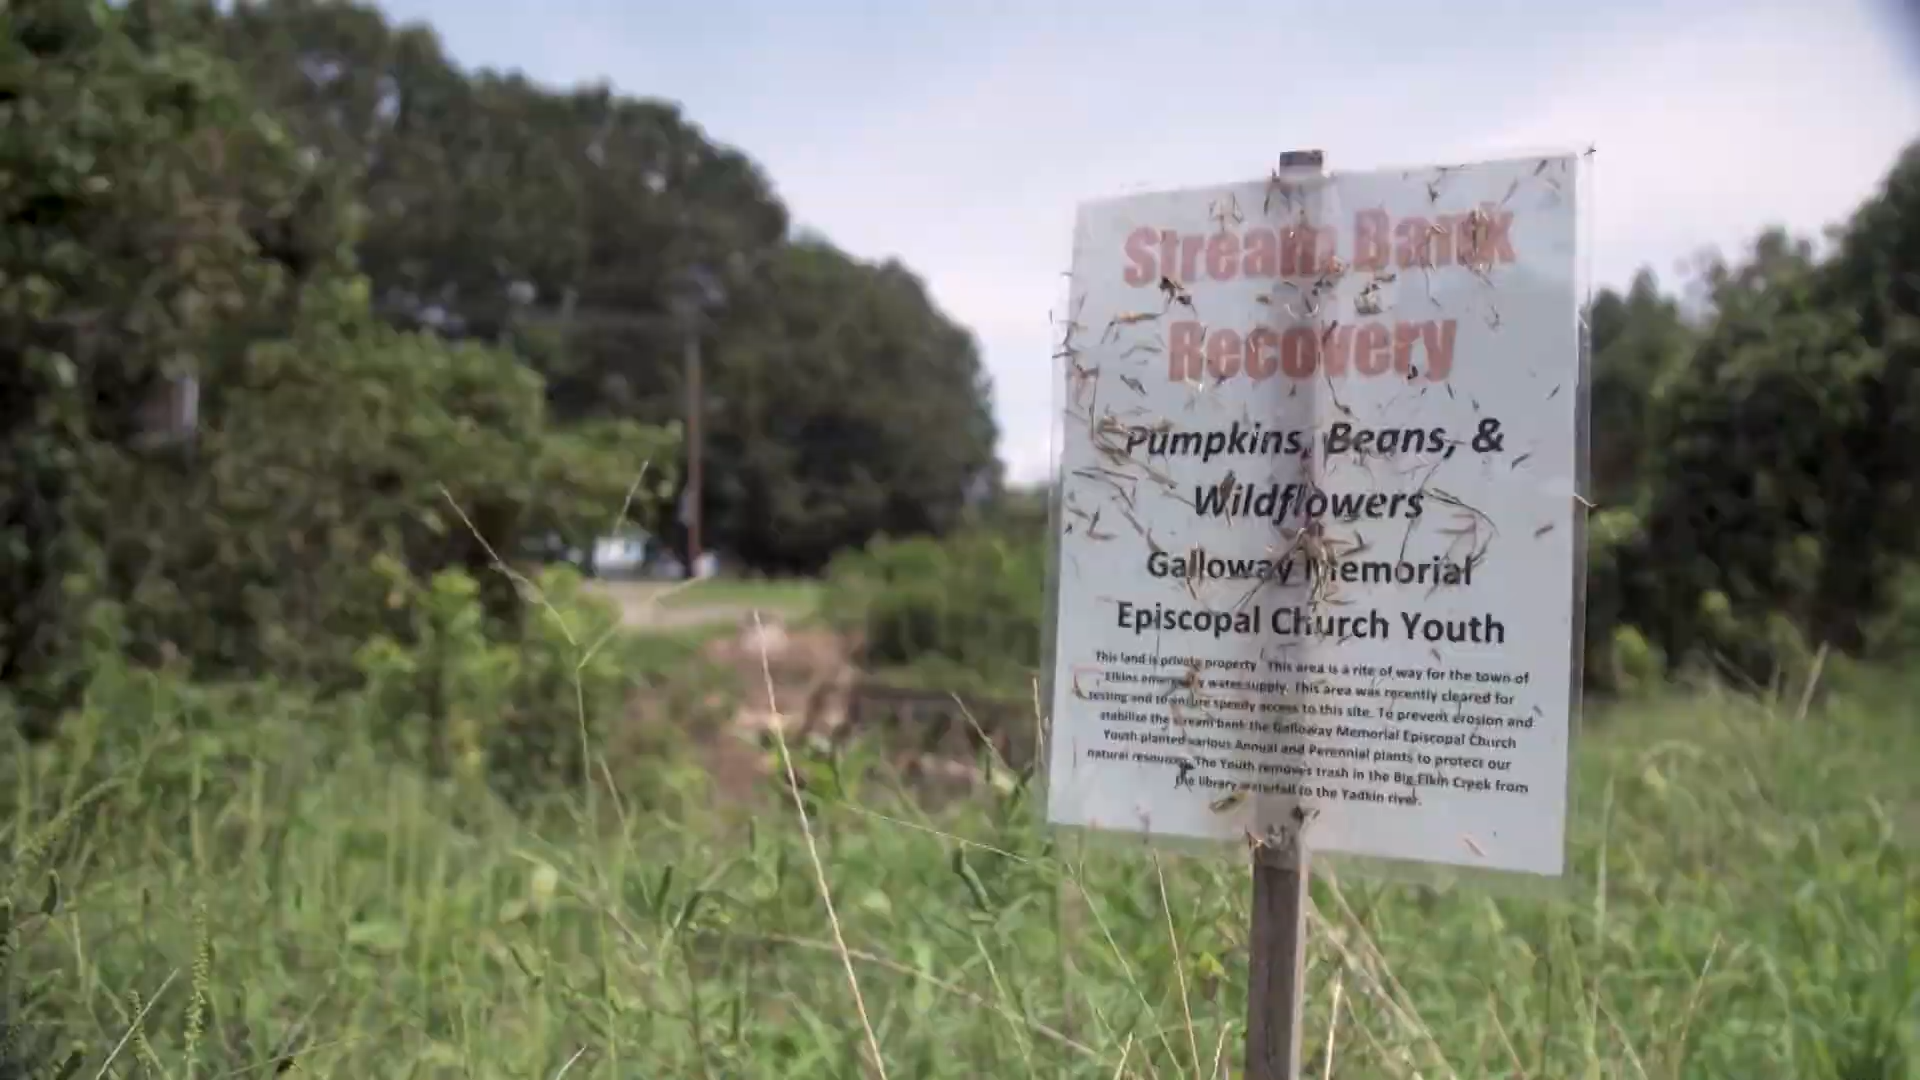 Stream Bank
Recovery
Pumpkins, Beans, &
Wildflowers
Galloway Memorial
Episcopal Church Youth
This land is private property. This area is a rite of way for the town of
Elkins emergency water supply. This area was recently cleared for
testing and to ensure speedy access to this site. To prevent erosion and
stabilize the stream bank the Galloway Memorial Episcopal Church
Youth planted various Annual and Perennial plants to protect our
natural resources. The Youth removes trash in the Big Elkin Creek from
the library waterfall to the Yadkin river.